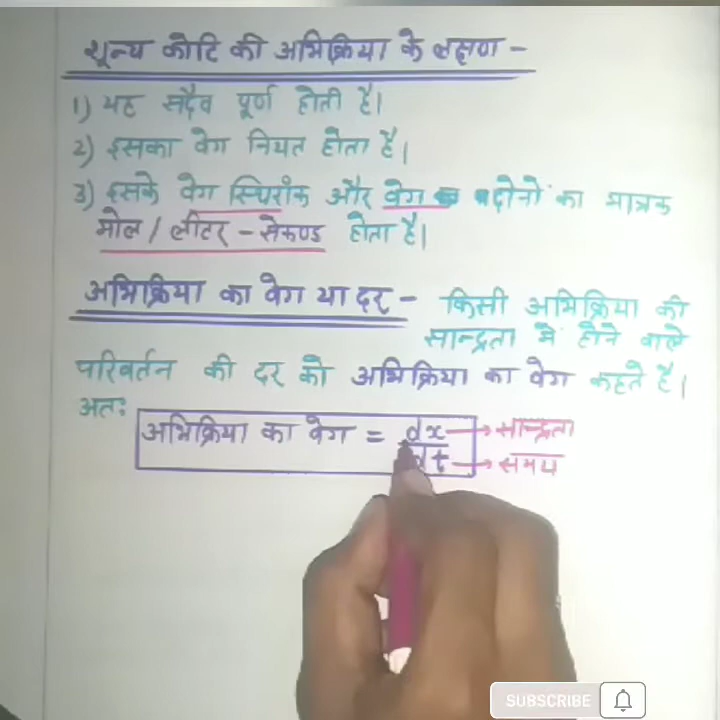 शून्य कोटि की अभिक्रिया के लक्षण -
1) यह सदैव पूर्ण होती है।
2) इसका वेग नियत होता है।
3) इसके वेग स्थिरांक और वेग दोनों का मात्रक
मोल / लीटर - सेकण्ड होता है।
अभिक्रिया का वेग या दर - किसी अभिक्रिया की
सान्द्रता में होने वाले
परिवर्तन की दर को अभिक्रिया का वेग कहते है।
अतः
अभिक्रिया का वेग = dx → सान्द्रता
dt → समय
SUBSCRIBE